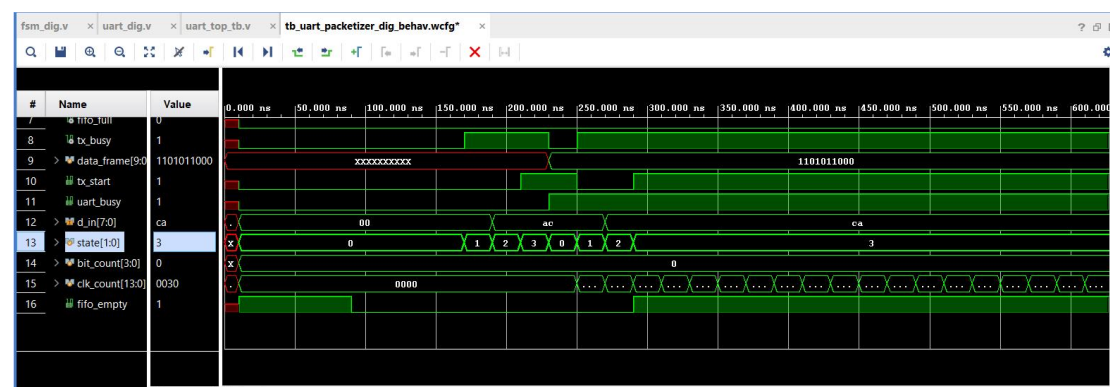 fsm_dig.v × uart_dig.v × uart_top_tb.v × tb_uart_packetizer_dig_behav.wcfg* ×
# Name Value 0.000 ns 50.000 ns 100.000 ns 150.000 ns 200.000 ns 250.000 ns 300.000 ns 350.000 ns 400.000 ns 450.000 ns 500.000 ns 550.000 ns 600.000
7 fifo_full 0
8 tx_busy 1
9 data_frame[9:0 1101011000 xxxxxxxxxx 1101011000
10 tx_start 1
11 uart_busy 1
12 d_in[7:0] ca . 00 ac ca
13 state[1:0] 3 x 0 1 2 3 0 1 2 3
14 bit_count[3:0] 0 x 0
15 clk_count[13:0] 0030 . 0000 ... ... ... ... ... ... ... ... ... ... ... ... ... ... ... ... ... ... ...
16 fifo_empty 1